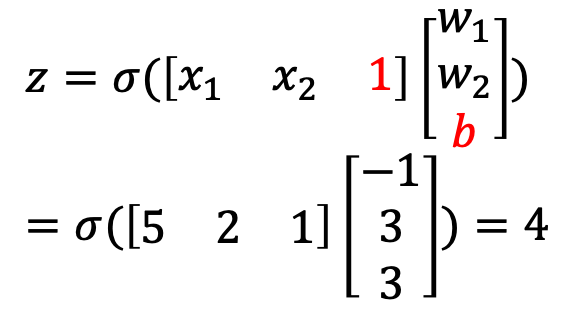 z = σ([x₁ x₂ 1] [w₁ w₂ b])
= σ([5 2 1] [−1 3 3]) = 4